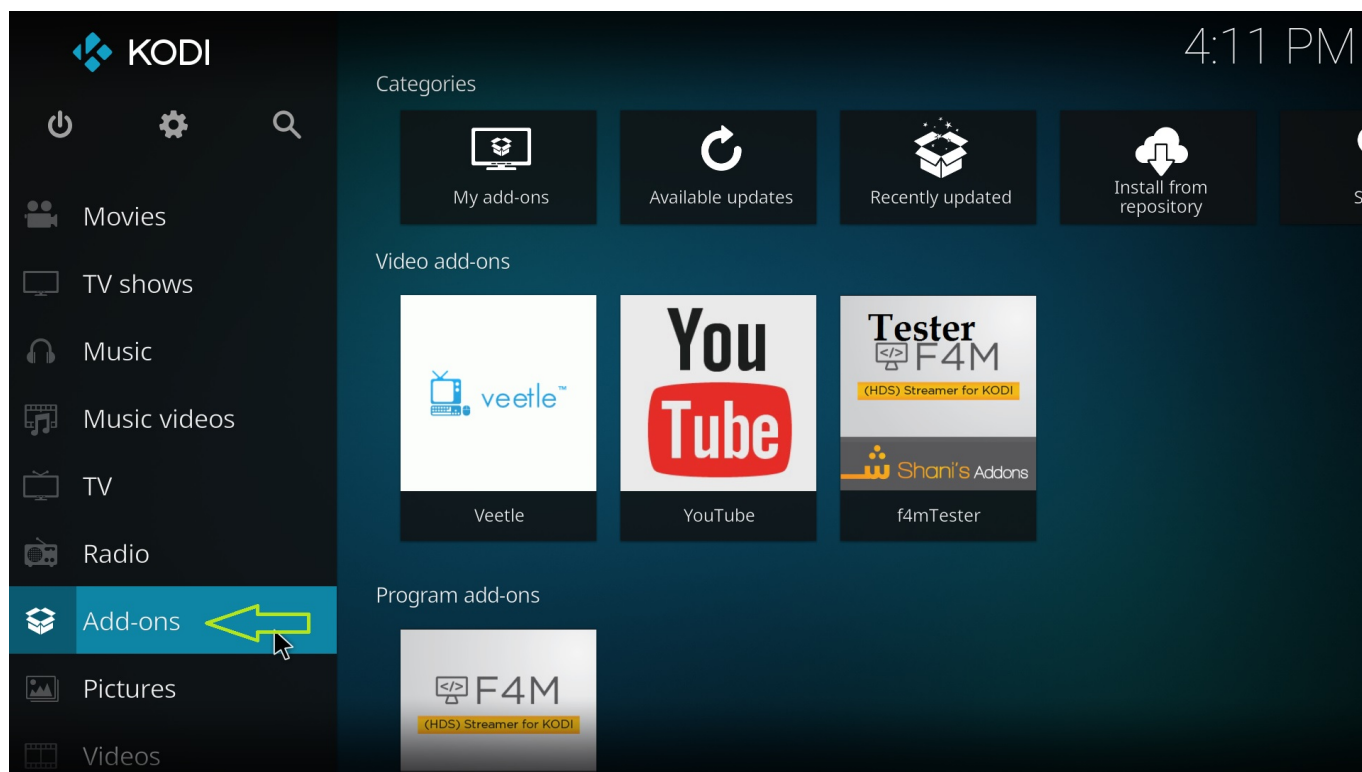 KODI
4:11 PM
Categories
My add-ons
Available updates
Recently updated
Install from
repository
Movies
TV shows
Music
Music videos
TV
Radio
Add-ons
Pictures
Videos
Video add-ons
veetle™
Veetle
You
Tube
YouTube
Tester
</> F4M
(HDS) Streamer for KODI
شـ Shani's Addons
f4mTester
Program add-ons
</> F4M
(HDS) Streamer for KODI